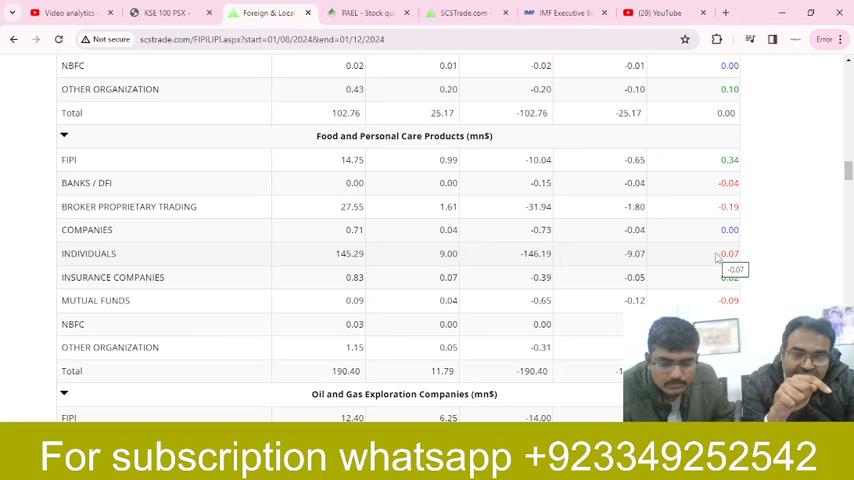 Video analytics
KSE 100 PSX -
Foreign & Local
PAEL - Stock qu
SCSTrade.com -
IMF Executive B
(29) YouTube
Not secure scstrade.com/FIPILIPI.aspx?start=01/08/2024&end=01/12/2024 Error
NBFC 0.02 0.01 -0.02 -0.01 0.00
OTHER ORGANIZATION 0.43 0.20 -0.20 -0.10 0.10
Total 102.76 25.17 -102.76 -25.17 0.00
Food and Personal Care Products (mn$)
FIPI 14.75 0.99 -10.04 -0.65 0.34
BANKS / DFI 0.00 0.00 -0.15 -0.04 -0.04
BROKER PROPRIETARY TRADING 27.55 1.61 -31.94 -1.80 -0.19
COMPANIES 0.71 0.04 -0.73 -0.04 0.00
INDIVIDUALS 145.29 9.00 -146.19 -9.07 -0.07
-0.07
INSURANCE COMPANIES 0.83 0.07 -0.39 -0.05 0.02
MUTUAL FUNDS 0.09 0.04 -0.65 -0.12 -0.09
NBFC 0.03 0.00 0.00
OTHER ORGANIZATION 1.15 0.05 -0.31
Total 190.40 11.79 -190.40 -1
Oil and Gas Exploration Companies (mn$)
FIPI 12.40 6.25 -14.00
For subscription whatsapp +923349252542